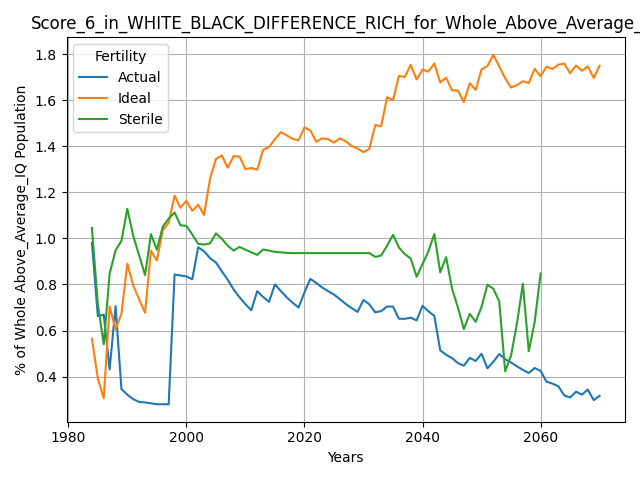 Score_6_in_WHITE_BLACK_DIFFERENCE_RICH_for_Whole_Above_Average_
% of Whole Above_Average_IQ Population
1.8
1.6
1.4
1.2
1.0
0.8
0.6
0.4
Fertility
Actual
Ideal
Sterile
1980
2000
2020
2040
2060
Years